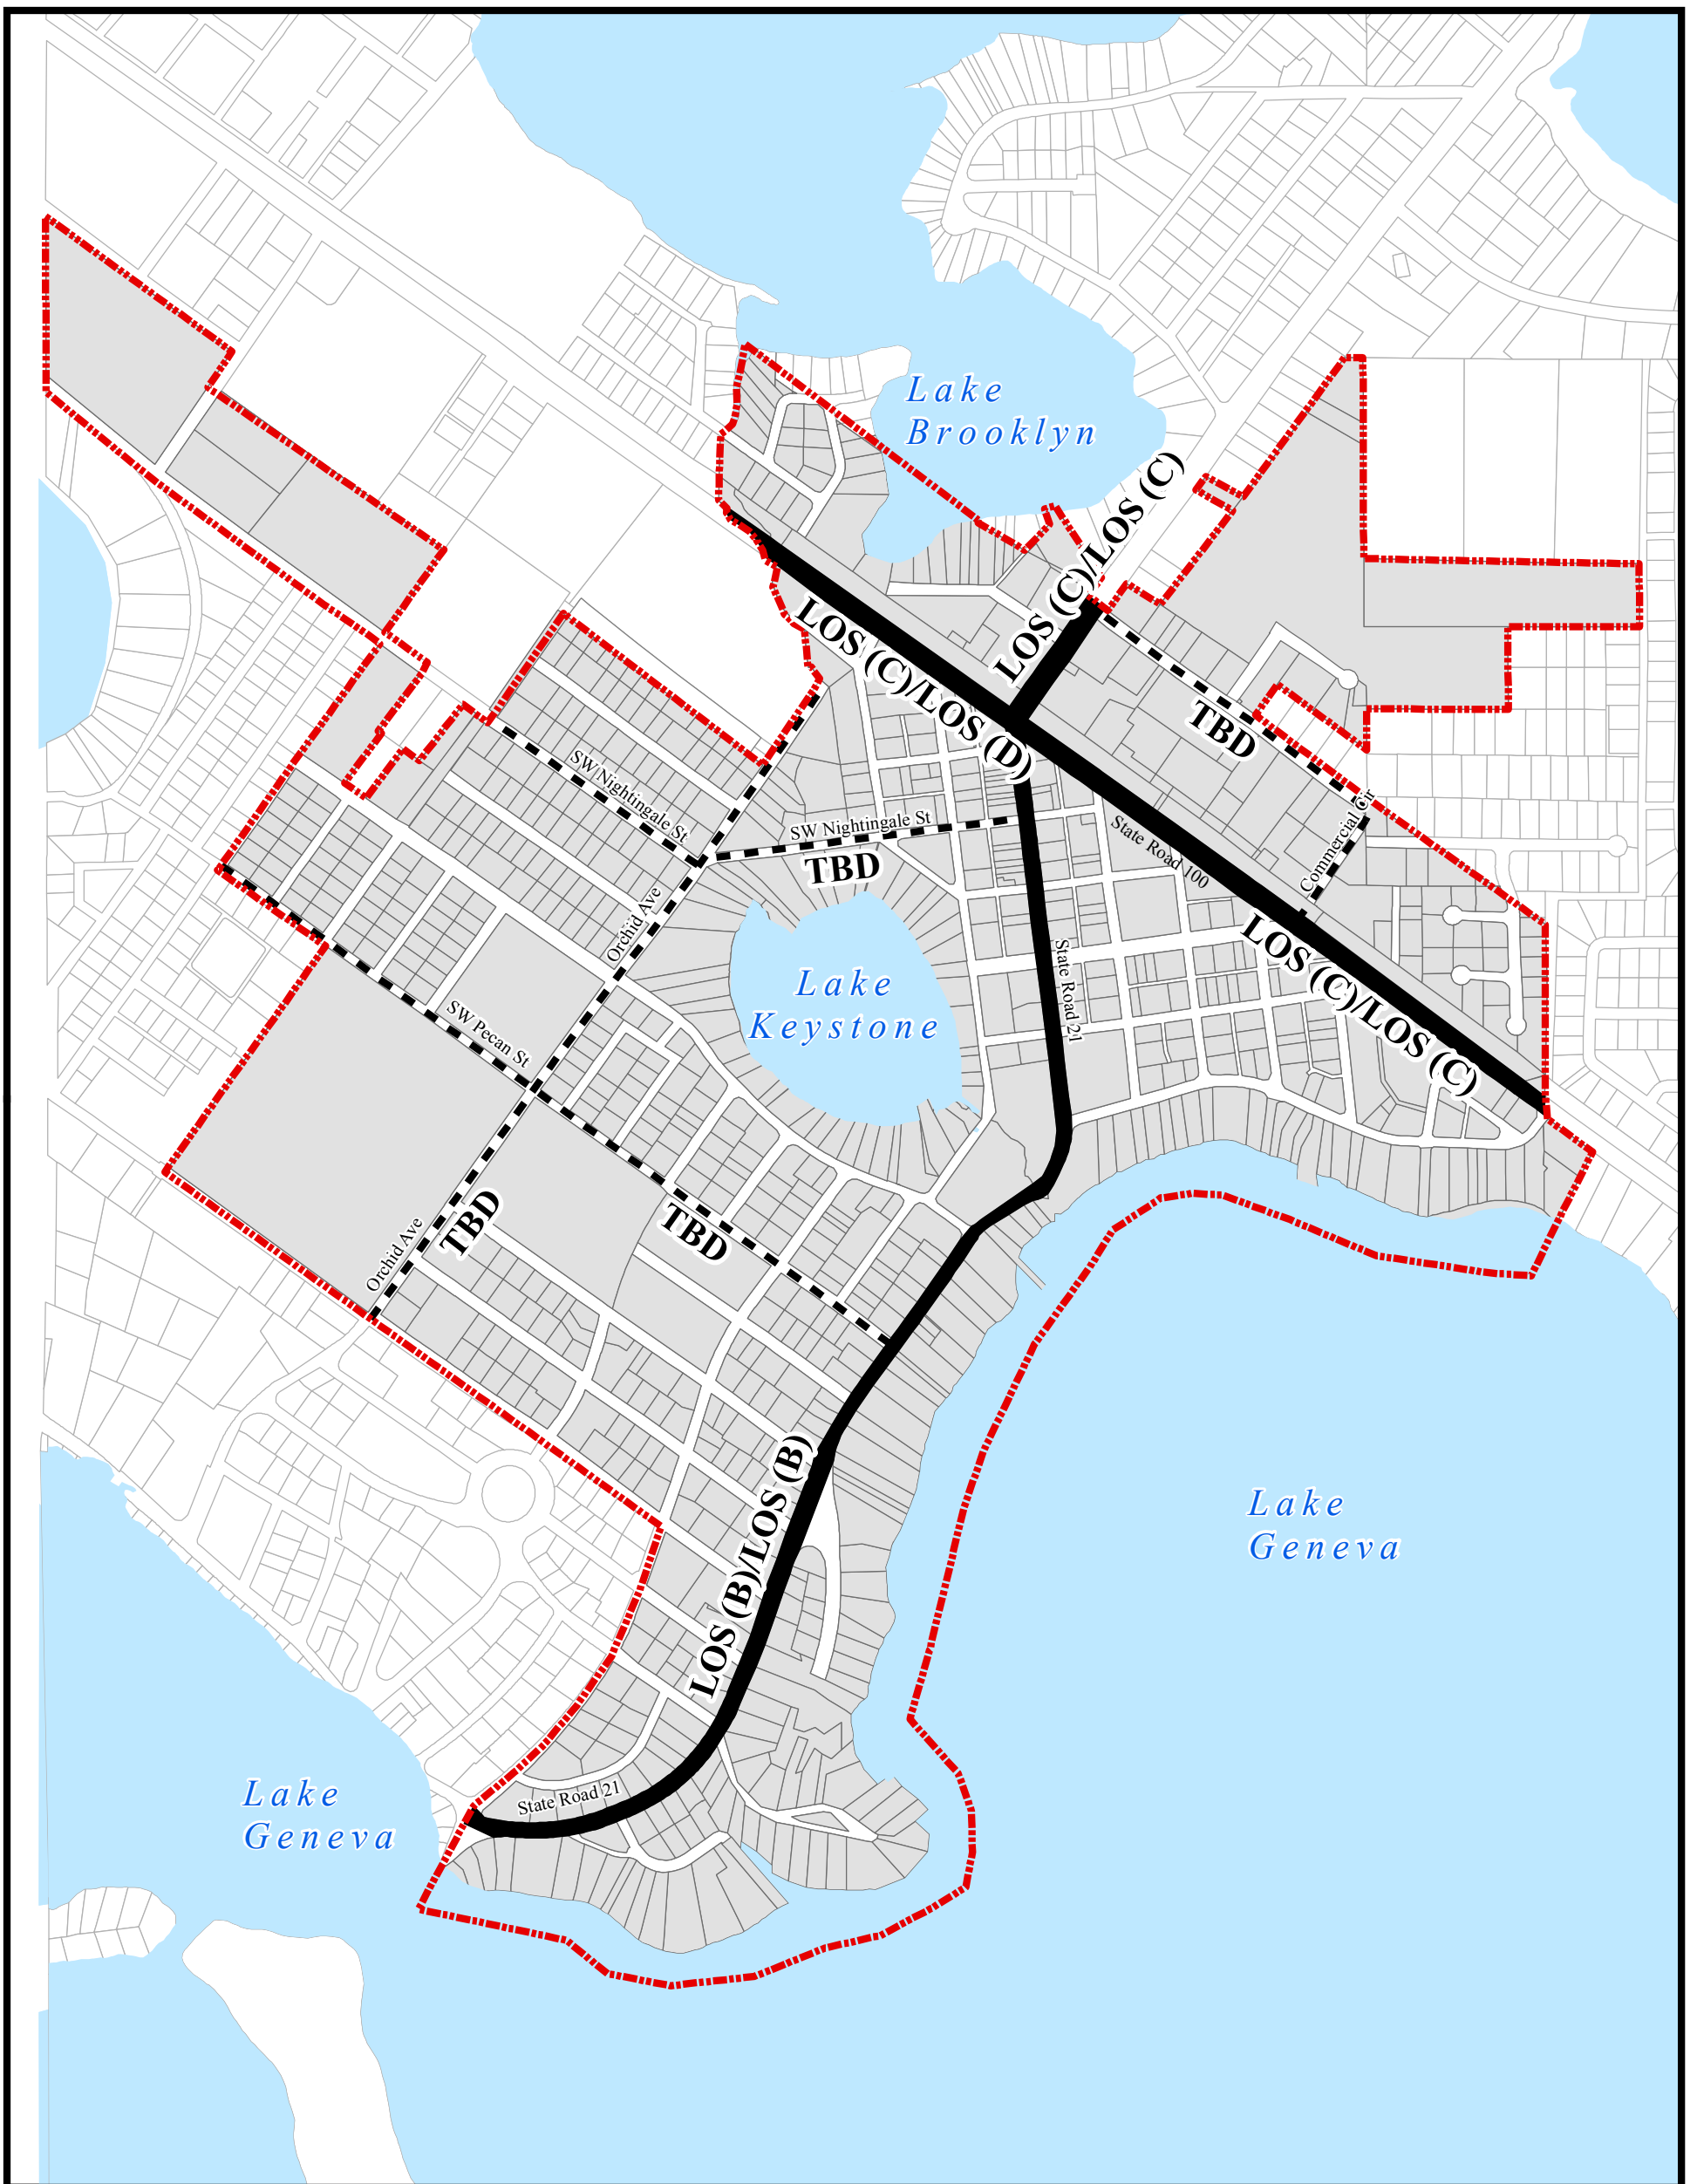 Lake
Brooklyn
LOS (C)/LOS (C)
LOS (C)/LOS (D)
TBD
SW Nightingale St
SW Nightingale St
TBD
Commercial Cir
State Road 100
Orchid Ave
LOS (C)/LOS (C)
State Road 21
Lake
Keystone
SW Pecan St
TBD
TBD
Orchid Ave
LOS (B)/LOS (B)
Lake
Geneva
State Road 21
Lake
Geneva